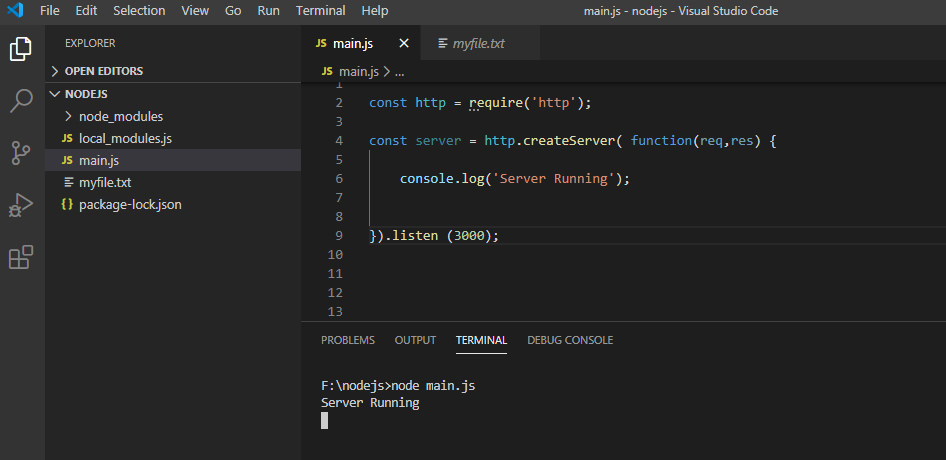 File Edit Selection View Go Run Terminal Help main.js - nodejs - Visual Studio Code
EXPLORER
OPEN EDITORS
NODEJS
node_modules
JS local_modules.js
JS main.js
myfile.txt
{} package-lock.json
JS main.js × myfile.txt
JS main.js > ...
1
2 const http = require('http');
3
4 const server = http.createServer( function(req,res) {
5
6 console.log('Server Running');
7
8
9 }).listen (3000);
10
11
12
13
PROBLEMS OUTPUT TERMINAL DEBUG CONSOLE
F:\nodejs>node main.js
Server Running